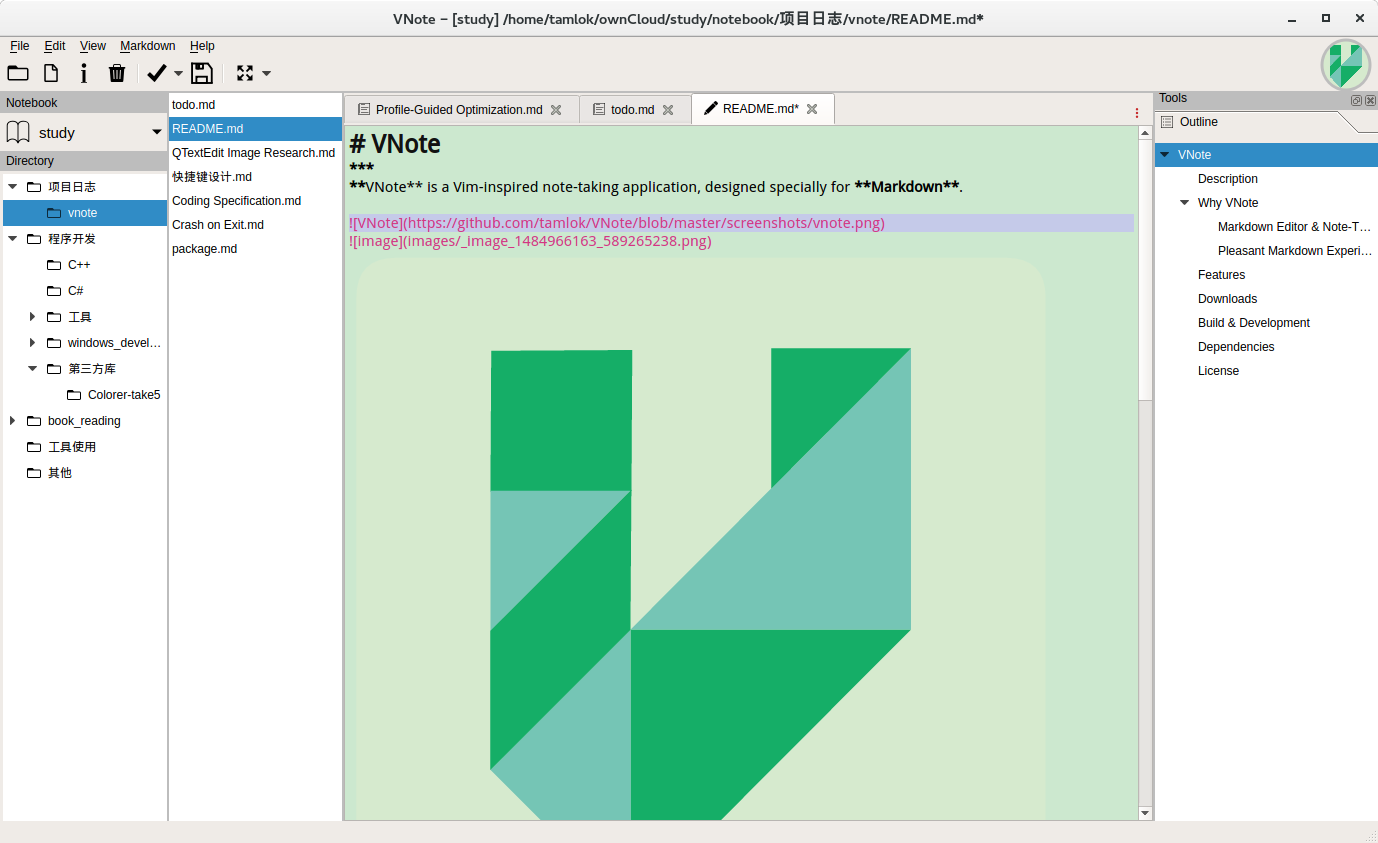 VNote – [study] /home/tamlok/ownCloud/study/notebook/项目日志/vnote/README.md*
File Edit View Markdown Help
Notebook
study
Directory
项目日志
vnote
程序开发
C++
C#
工具
windows_devel...
第三方库
Colorer-take5
book_reading
工具使用
其他
todo.md
README.md
QTextEdit Image Research.md
快捷键设计.md
Coding Specification.md
Crash on Exit.md
package.md
Profile-Guided Optimization.md todo.md README.md*
# VNote
***
**VNote** is a Vim-inspired note-taking application, designed specially for **Markdown**.
![VNote](https://github.com/tamlok/VNote/blob/master/screenshots/vnote.png)
![image](images/_image_1484966163_589265238.png)
Tools
Outline
VNote
Description
Why VNote
Markdown Editor & Note-T...
Pleasant Markdown Experi...
Features
Downloads
Build & Development
Dependencies
License